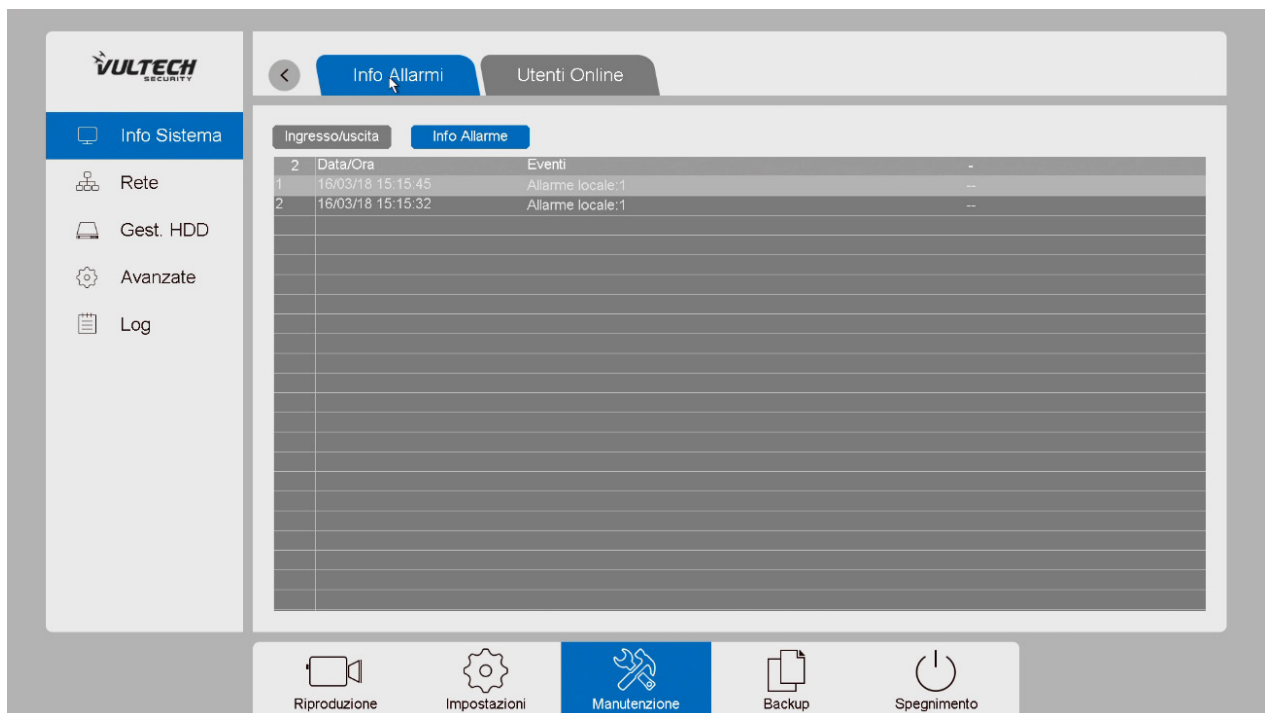 VULTECH
SECURITY
Info Allarmi
Utenti Online
Info Sistema
Rete
Gest. HDD
Avanzate
Log
Ingresso/uscita
Info Allarme
2 Data/Ora Eventi -
1 16/03/18 15:15:45 Allarme locale:1 --
2 16/03/18 15:15:32 Allarme locale:1 --
Riproduzione
Impostazioni
Manutenzione
Backup
Spegnimento